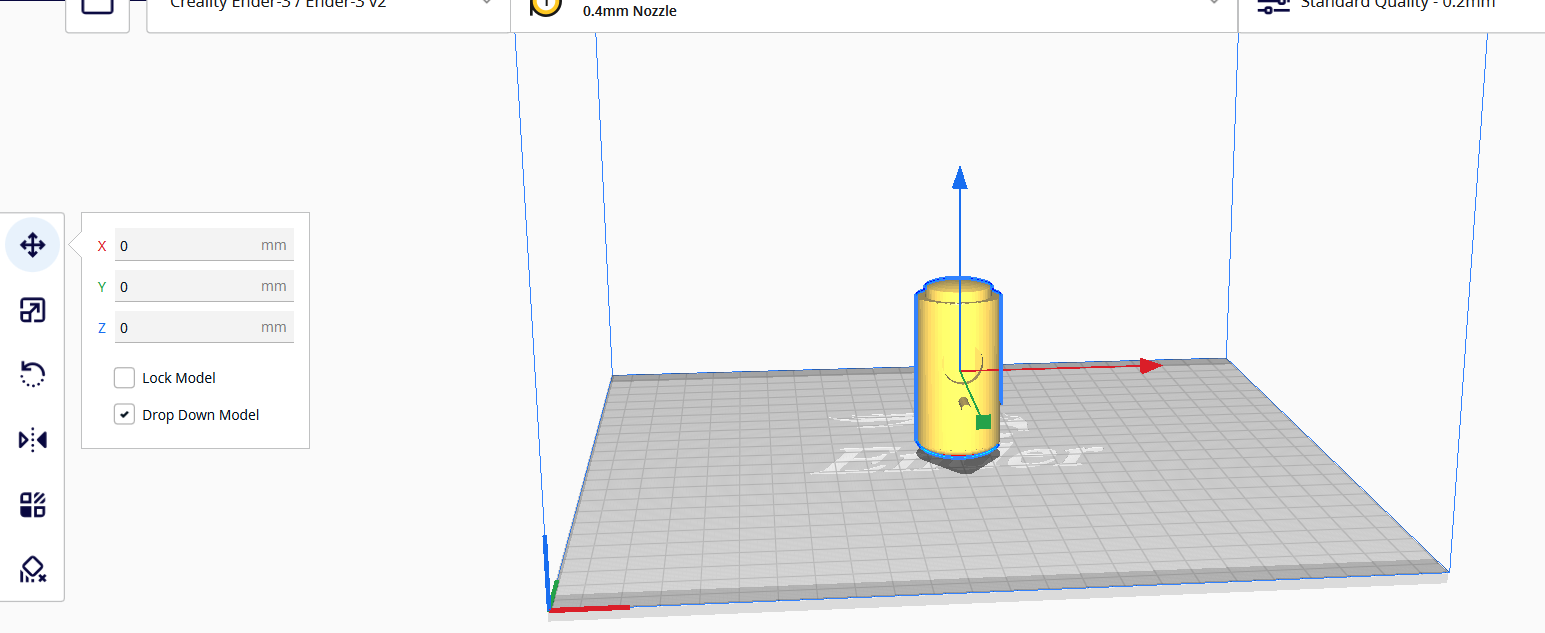 Creality Ender-3 / Ender-3 v2
0.4mm Nozzle
Standard Quality - 0.2mm
X 0 mm
Y 0 mm
Z 0 mm
Lock Model
Drop Down Model
Ender